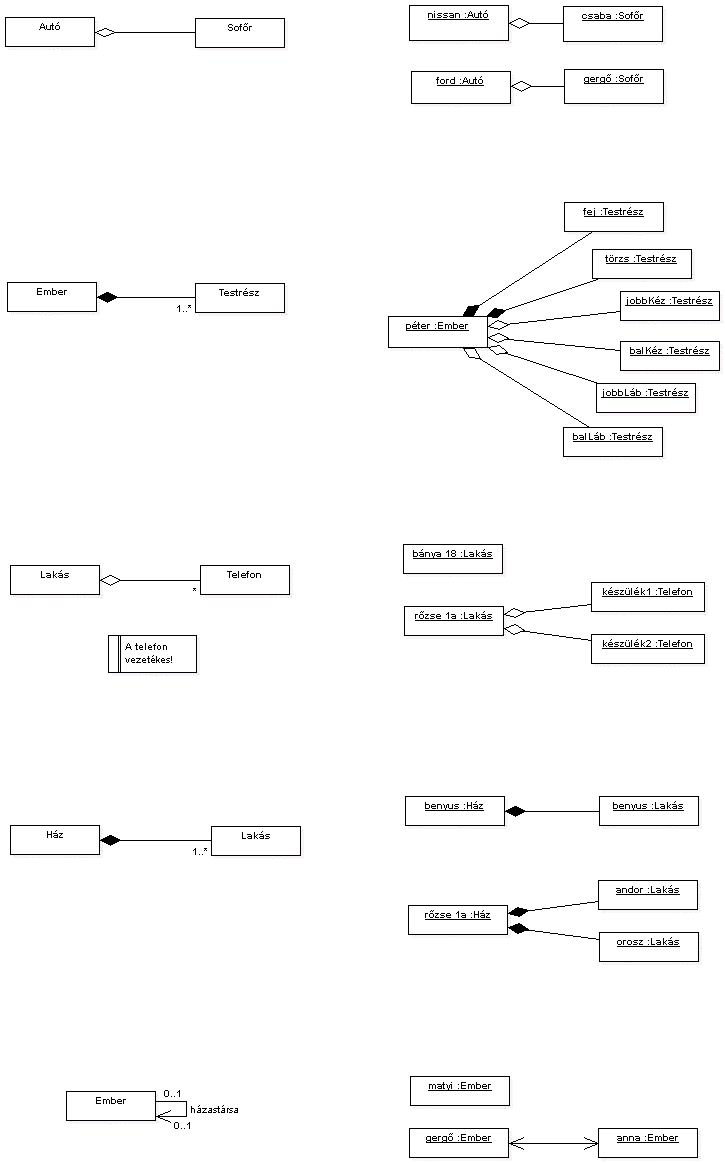 Autó
Sofőr
nissan :Autó
csaba :Sofőr
ford :Autó
gergő :Sofőr
Ember
1..*
Testrész
fej :Testrész
törzs :Testrész
jobbKéz :Testrész
péter :Ember
balKéz :Testrész
jobbLáb :Testrész
balLáb :Testrész
Lakás
*
Telefon
A telefon
vezetékes!
bánya 18 :Lakás
rőzse 1a :Lakás
készülék1 :Telefon
készülék2 :Telefon
Ház
1..*
Lakás
benyus :Ház
benyus :Lakás
rőzse 1a :Ház
andor :Lakás
orosz :Lakás
Ember
0..1
házastársa
0..1
matyi :Ember
gergő :Ember
anna :Ember